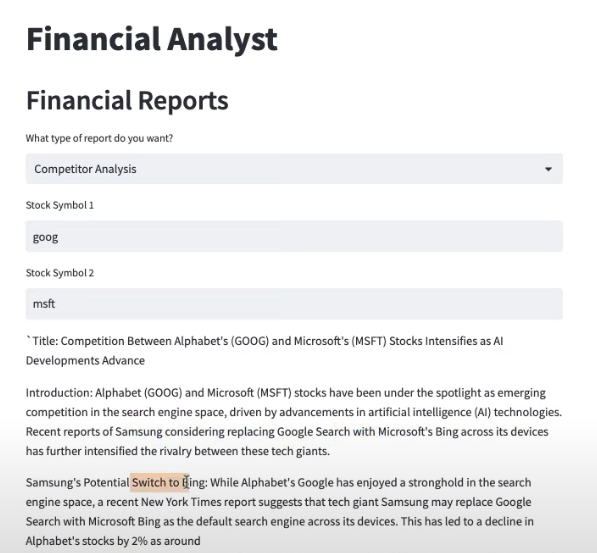 Financial Analyst
Financial Reports
What type of report do you want?
Competitor Analysis
Stock Symbol 1
goog
Stock Symbol 2
msft
`Title: Competition Between Alphabet's (GOOG) and Microsoft's (MSFT) Stocks Intensifies as AI
Developments Advance
Introduction: Alphabet (GOOG) and Microsoft (MSFT) stocks have been under the spotlight as emerging
competition in the search engine space, driven by advancements in artificial intelligence (AI) technologies.
Recent reports of Samsung considering replacing Google Search with Microsoft's Bing across its devices
has further intensified the rivalry between these tech giants.
Samsung's Potential Switch to Bing: While Alphabet's Google has enjoyed a stronghold in the search
engine space, a recent New York Times report suggests that tech giant Samsung may replace Google
Search with Microsoft Bing as the default search engine across its devices. This has led to a decline in
Alphabet's stocks by 2% as around